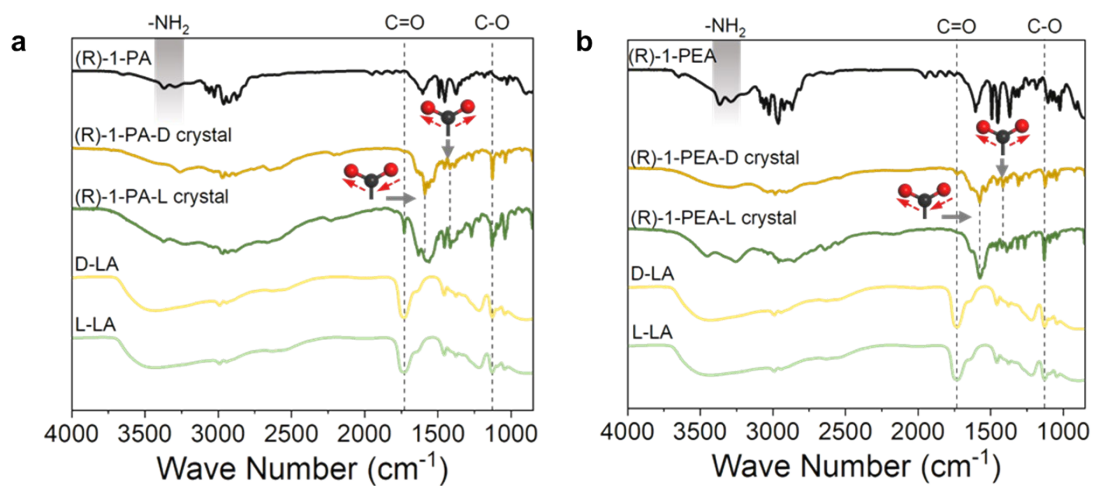 a
-NH₂ C=O C-O
(R)-1-PA
(R)-1-PA-D crystal
(R)-1-PA-L crystal
D-LA
L-LA
4000 3500 3000 2500 2000 1500 1000
Wave Number (cm⁻¹)
b
-NH₂ C=O C-O
(R)-1-PEA
(R)-1-PEA-D crystal
(R)-1-PEA-L crystal
D-LA
L-LA
4000 3500 3000 2500 2000 1500 1000
Wave Number (cm⁻¹)